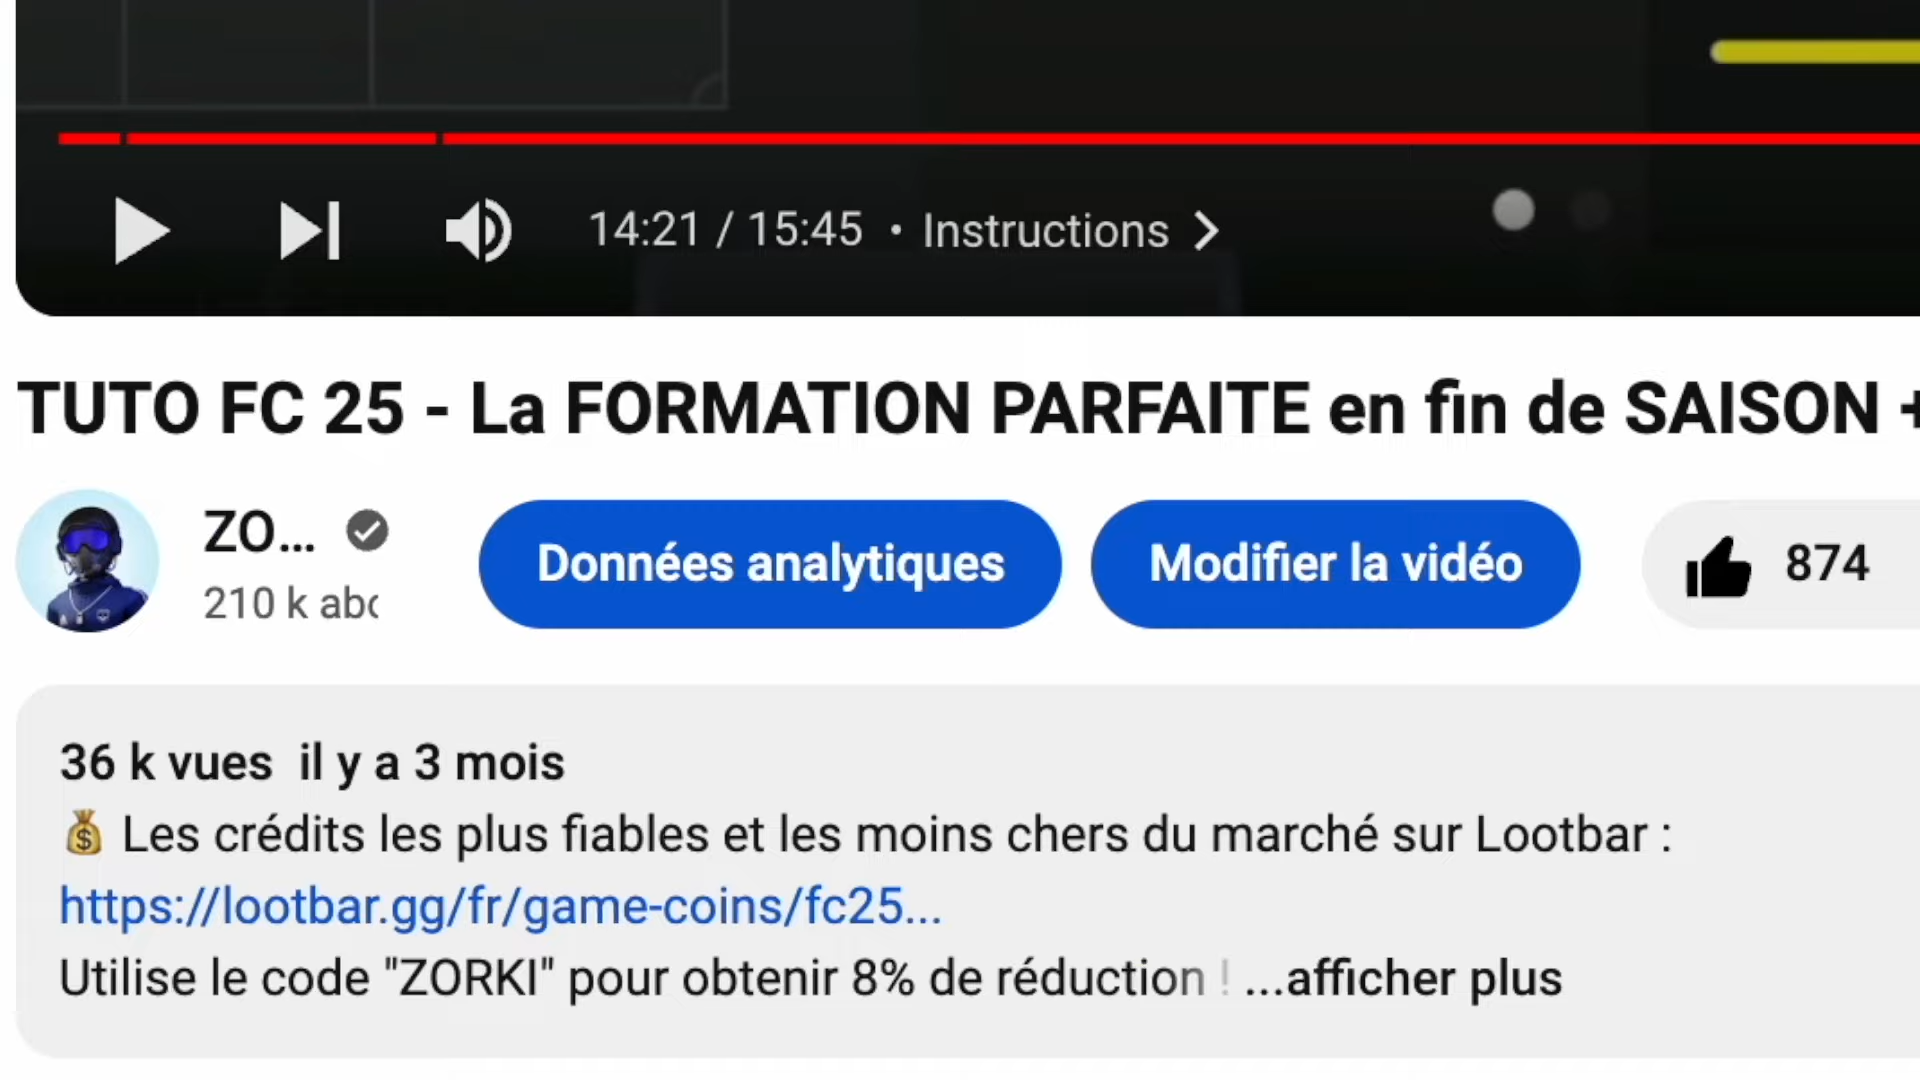 14:21 / 15:45 • Instructions
TUTO FC 25 - La FORMATION PARFAITE en fin de SAISON +
ZO...
210 k abc
Données analytiques
Modifier la vidéo
874
36 k vues il y a 3 mois
💰 Les crédits les plus fiables et les moins chers du marché sur Lootbar :
https://lootbar.gg/fr/game-coins/fc25...
Utilise le code "ZORKI" pour obtenir 8% de réduction ! ...afficher plus